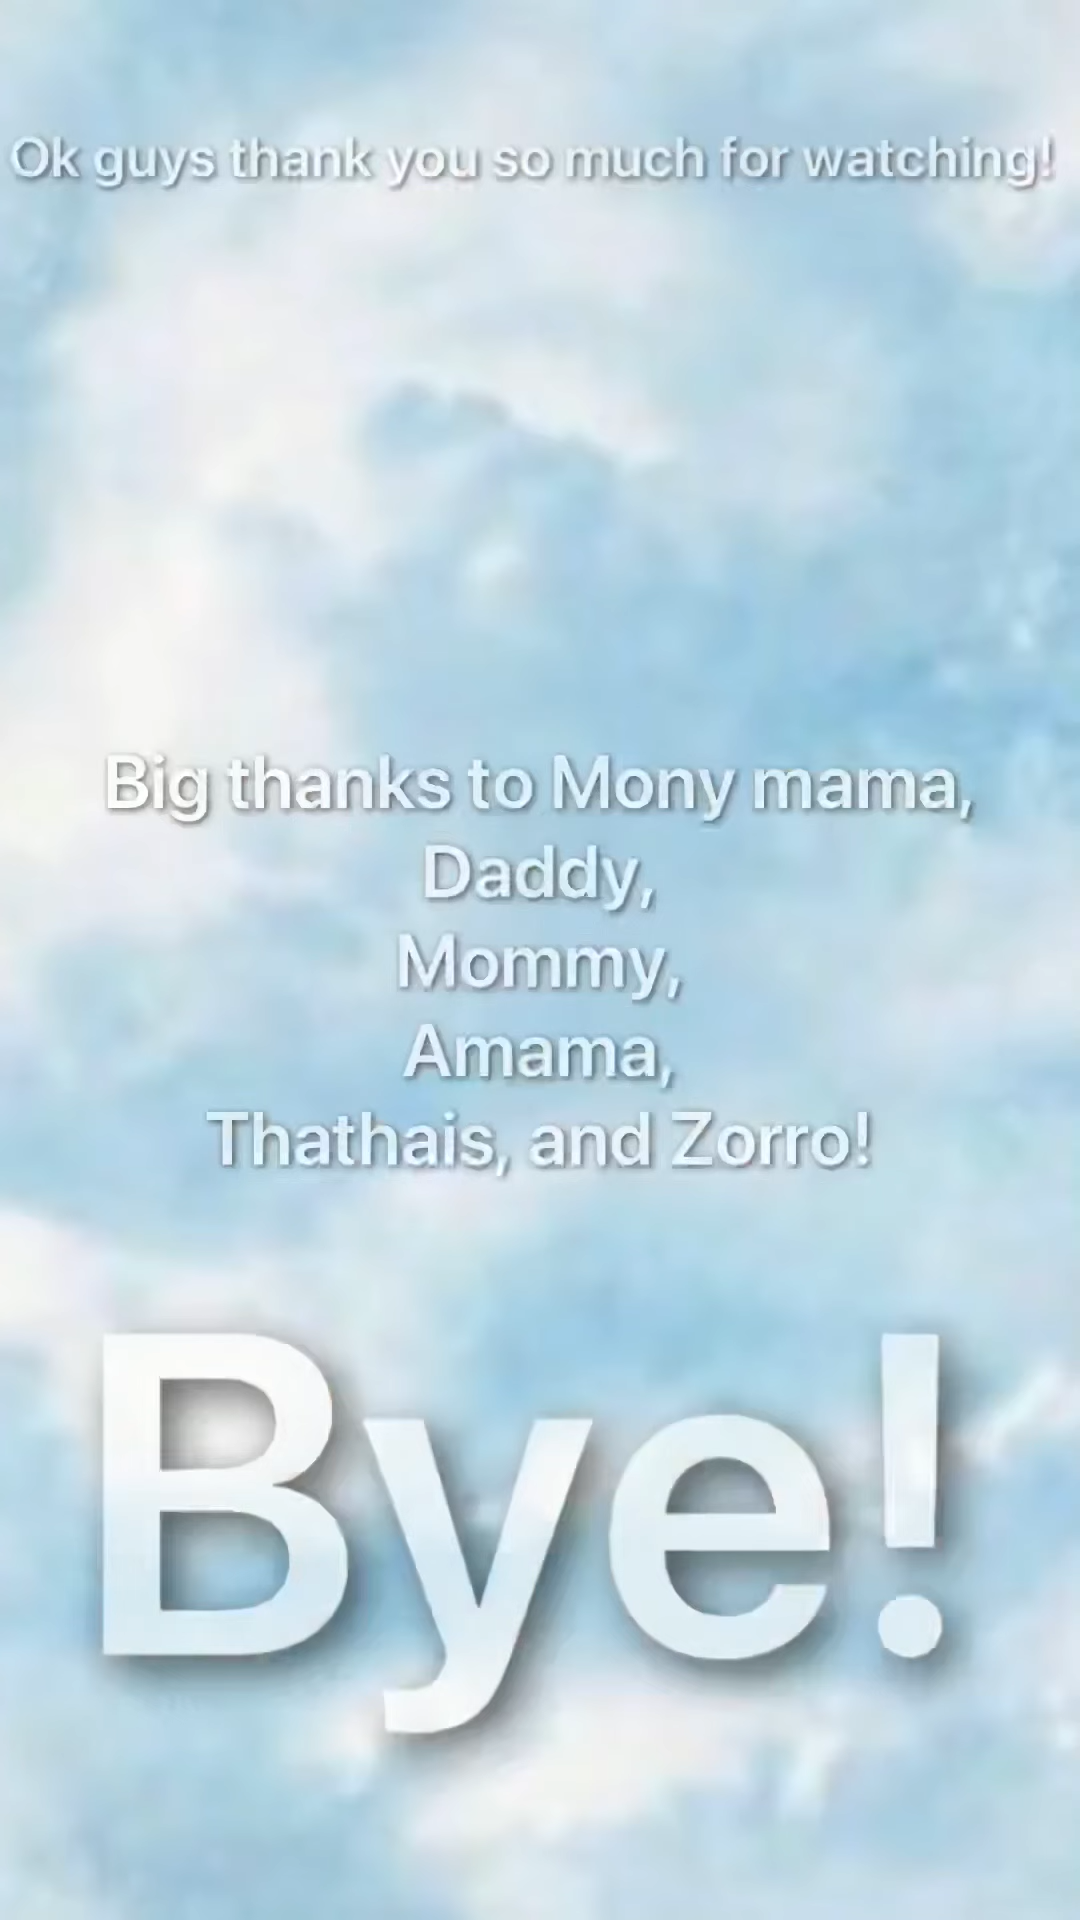 Ok guys thank you so much for watching!
Big thanks to Mony mama,
Daddy,
Mommy,
Amama,
Thathais, and Zorro!
Bye!